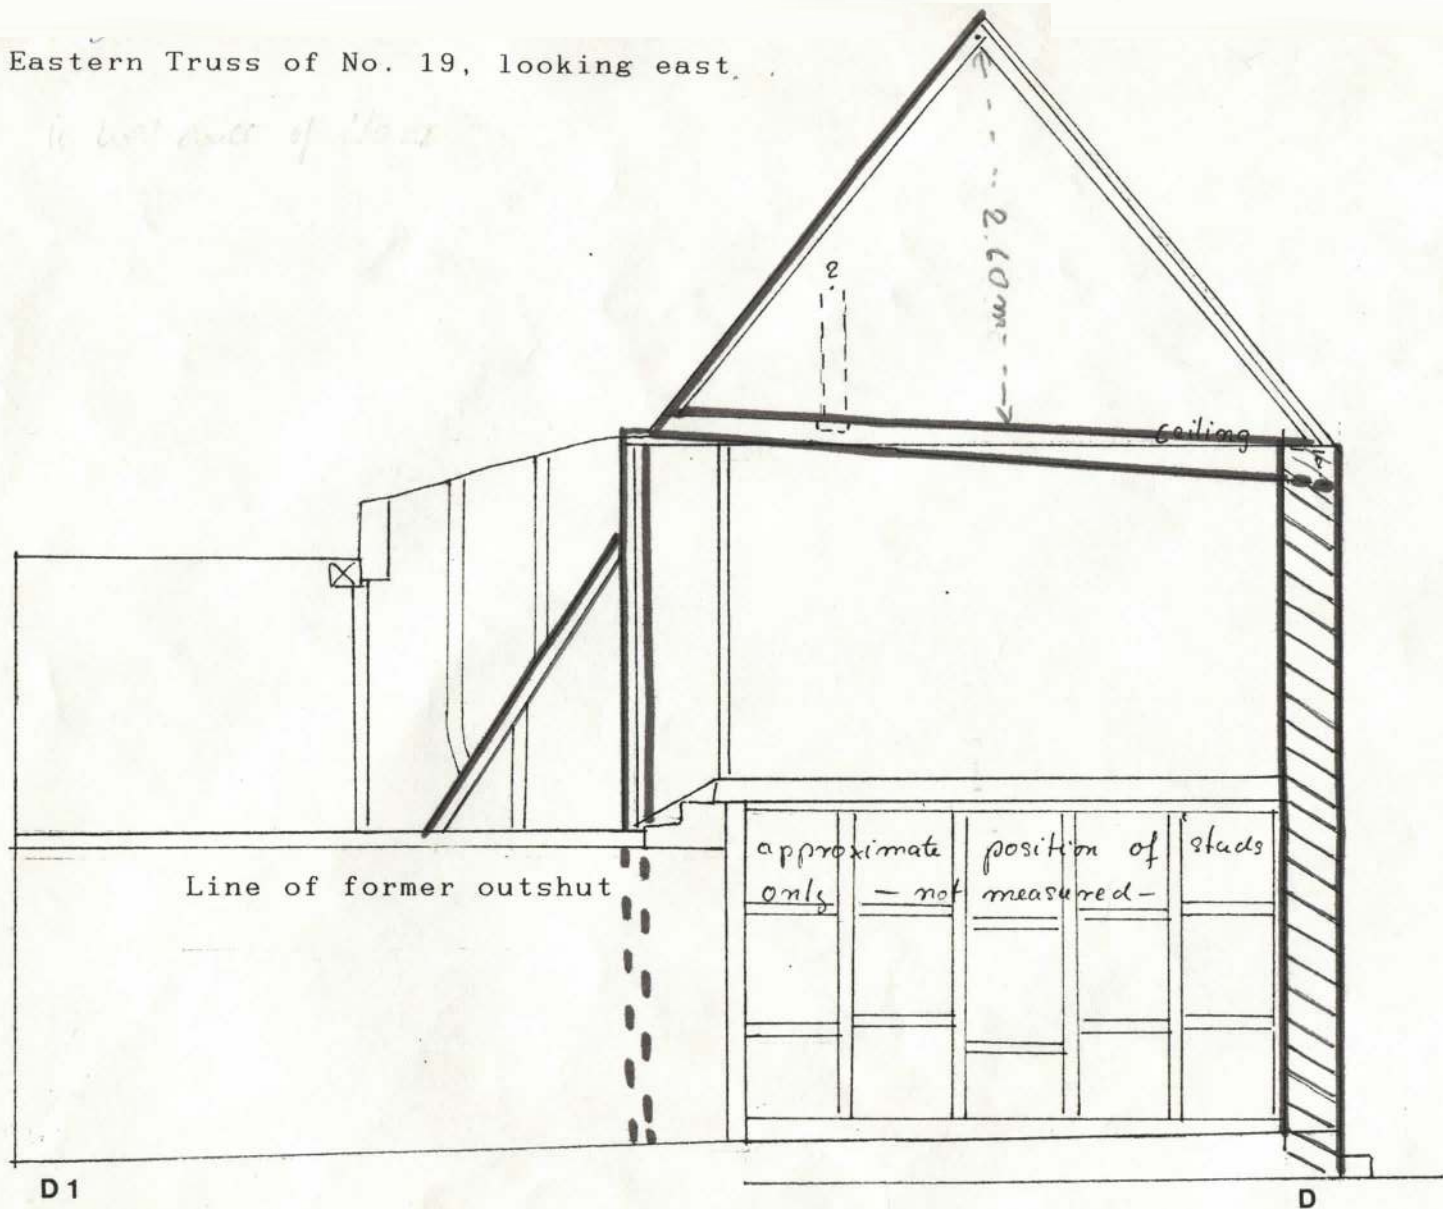 Eastern Truss of No. 19, looking east
?
2.60m
ceiling
?
approximate position of studs
only - not measured-
Line of former outshut
D1
D